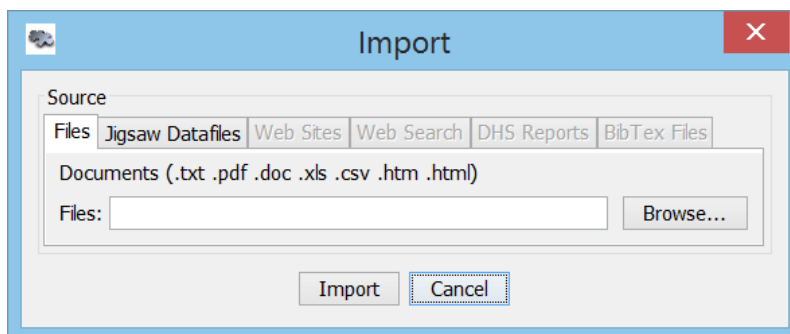 Import
Source
Files Jigsaw Datafiles Web Sites Web Search DHS Reports BibTex Files
Documents (.txt .pdf .doc .xls .csv .htm .html)
Files: Browse...
Import Cancel